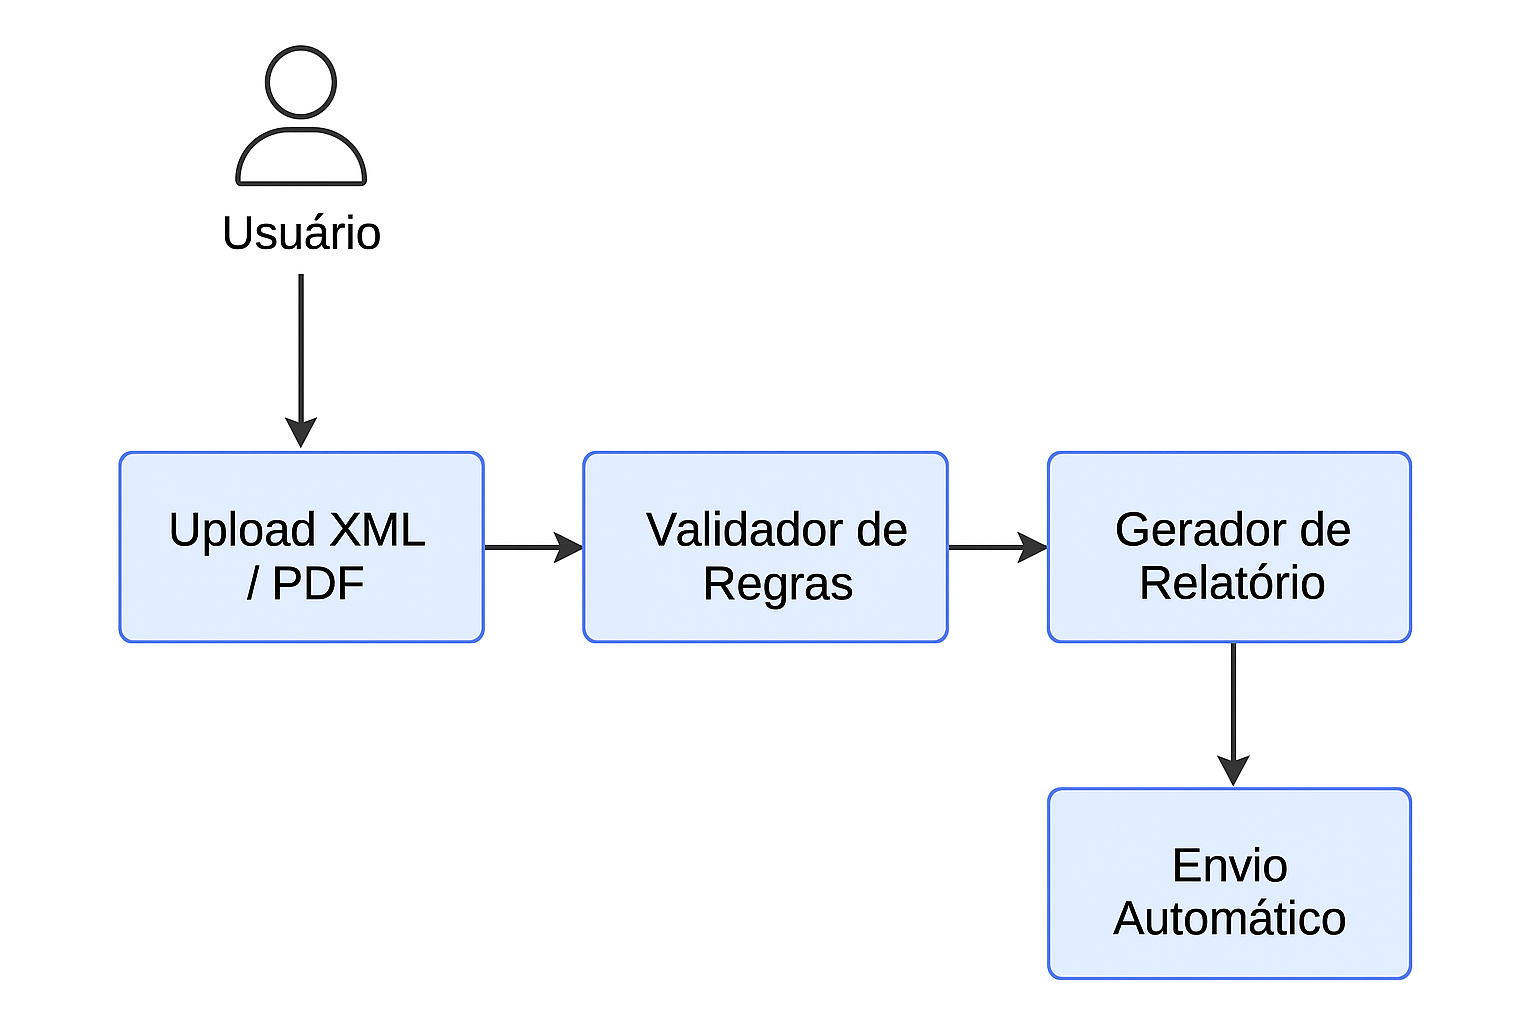 Usuário
Upload XML
/ PDF
Validador de
Regras
Gerador de
Relatório
Envio
Automático